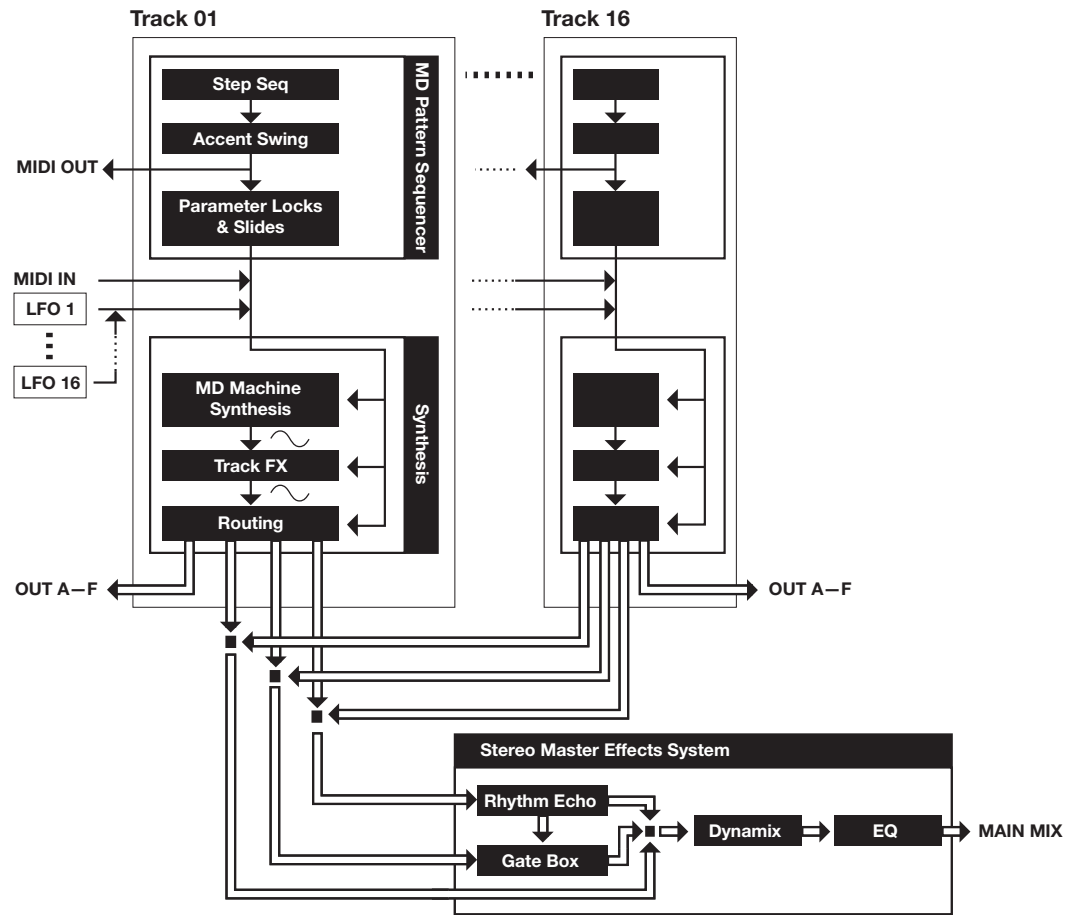 Track 01
Track 16
Step Seq
Accent Swing
MIDI OUT
Parameter Locks
& Slides
MD Pattern Sequencer
MIDI IN
LFO 1
LFO 16
MD Machine
Synthesis
Track FX
Routing
Synthesis
OUT A—F
OUT A—F
Stereo Master Effects System
Rhythm Echo
Gate Box
Dynamix
EQ
MAIN MIX